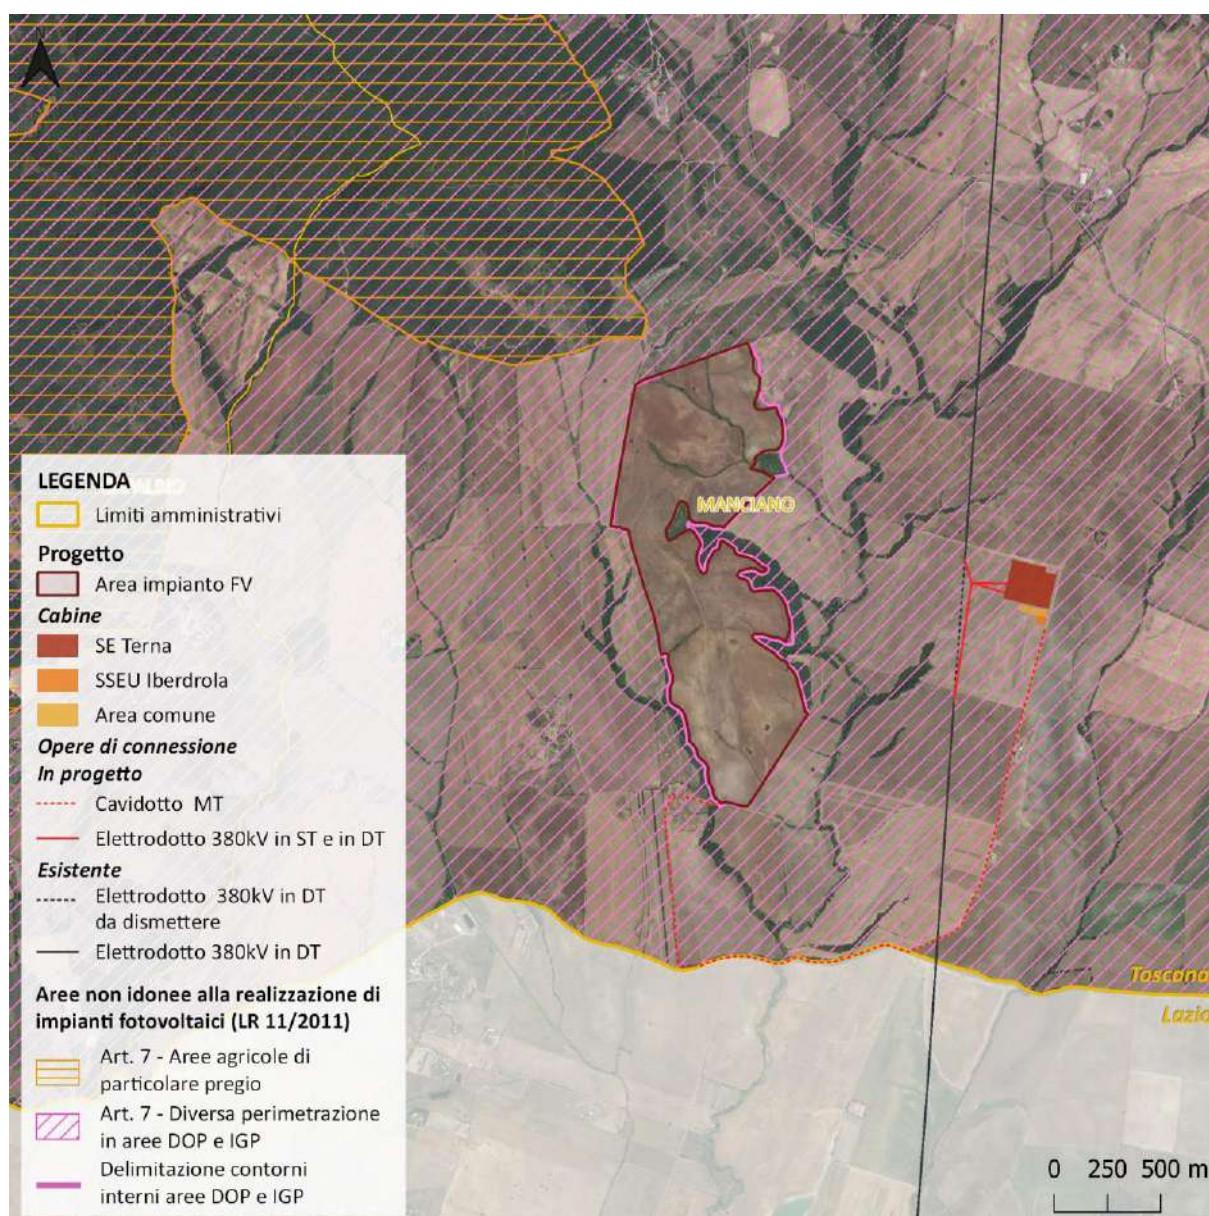 N
MANCIANO
LEGENDA
Limiti amministrativi
Progetto
Area impianto FV
Cabine
SE Terna
SSEU Iberdrola
Area comune
Opere di connessione
In progetto
Cavidotto MT
Elettrodotto 380kV in ST e in DT
Esistente
Elettrodotto 380kV in DT
da dismettere
Elettrodotto 380kV in DT
Aree non idonee alla realizzazione di
impianti fotovoltaici (LR 11/2011)
Art. 7 - Aree agricole di
particolare pregio
Art. 7 - Diversa perimetrazione
in aree DOP e IGP
Delimitazione contorni
interni aree DOP e IGP
Toscana
Lazio
0 250 500 m